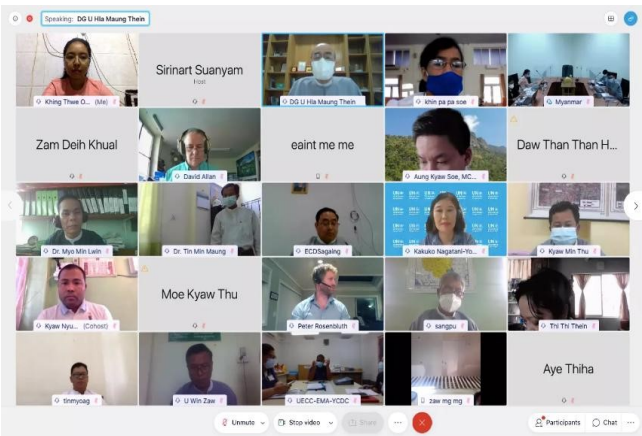 Speaking: DG U Hla Maung Thein
Khing Thwe O... (Me)
Sirinart Suanyam
Host
DG U Hla Maung Thein
khin pa pa soe
Myanmar
Zam Deih Khual
David Allan
eaint me me
Aung Kyaw Soe, MC...
Daw Than Than H...
Dr. Myo Min Lwin
Dr. Tin Min Maung
ECDSagaing
Kakuko Nagatani-Yo...
Kyaw Min Thu
Kyaw Nyu... (Cohost)
Moe Kyaw Thu
Peter Rosenbluth
sangpu
Thi Thi Thein
tinmyoag
U Win Zaw
UECC-EMA-YCDC
zaw mg mg
Aye Thiha
Unmute
Stop video
Share
Participants
Chat